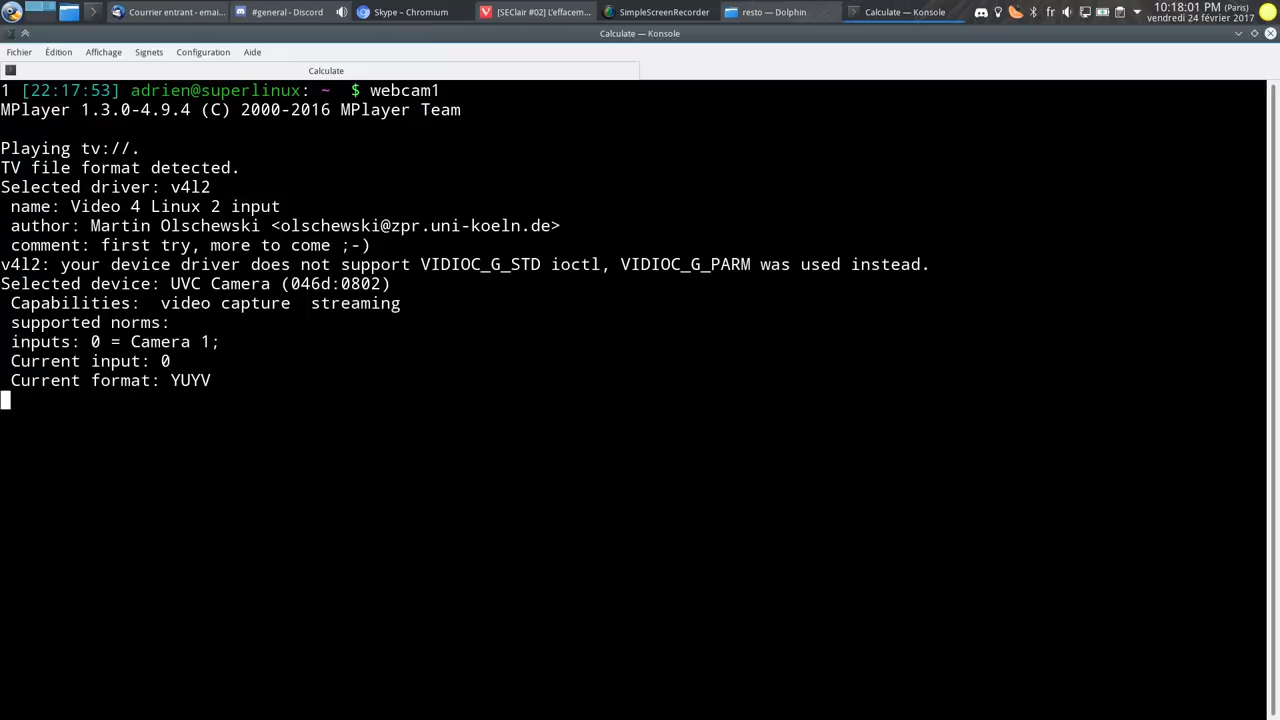 Courrier entrant - emai...
#general - Discord
Skype - Chromium
[SEClair #02] L'effacem...
SimpleScreenRecorder
resto — Dolphin
Calculate — Konsole
fr
10:18:01 PM (Paris)
vendredi 24 février 2017
Calculate — Konsole
Fichier Édition Affichage Signets Configuration Aide
Calculate
1 [22:17:53] adrien@superlinux: ~ $ webcam1
MPlayer 1.3.0-4.9.4 (C) 2000-2016 MPlayer Team
Playing tv://.
TV file format detected.
Selected driver: v4l2
name: Video 4 Linux 2 input
author: Martin Olschewski <olschewski@zpr.uni-koeln.de>
comment: first try, more to come ;-)
v4l2: your device driver does not support VIDIOC_G_STD ioctl, VIDIOC_G_PARM was used instead.
Selected device: UVC Camera (046d:0802)
Capabilities:  video capture  streaming
supported norms:
inputs: 0 = Camera 1;
Current input: 0
Current format: YUYV